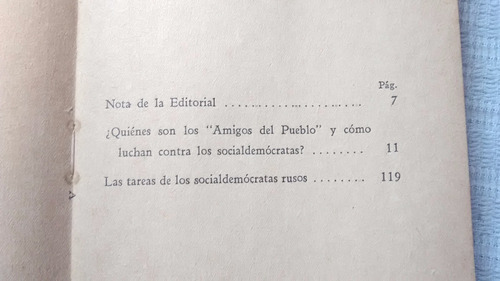 Pág.
Nota de la Editorial .................... 7
¿Quiénes son los "Amigos del Pueblo" y cómo
luchan contra los socialdemócratas? ........ 11
Las tareas de los socialdemócratas rusos ........ 119